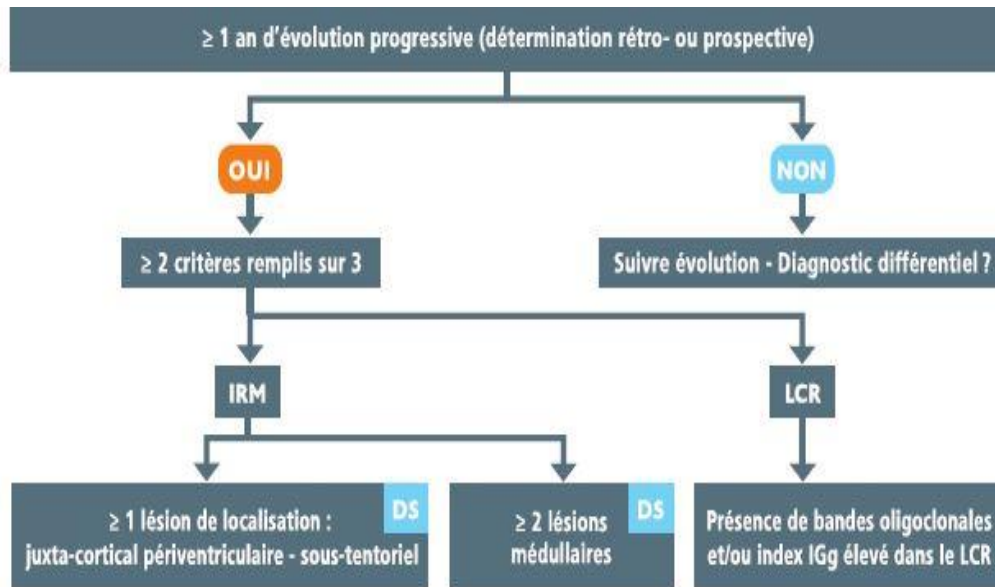 ≥ 1 an d'évolution progressive (détermination rétro- ou prospective)
OUI
NON
≥ 2 critères remplis sur 3
Suivre évolution - Diagnostic différentiel ?
IRM
LCR
≥ 1 lésion de localisation :
juxta-cortical périventriculaire - sous-tentoriel
DS
≥ 2 lésions
médullaires
DS
Présence de bandes oligoclonales
et/ou index IGg élevé dans le LCR